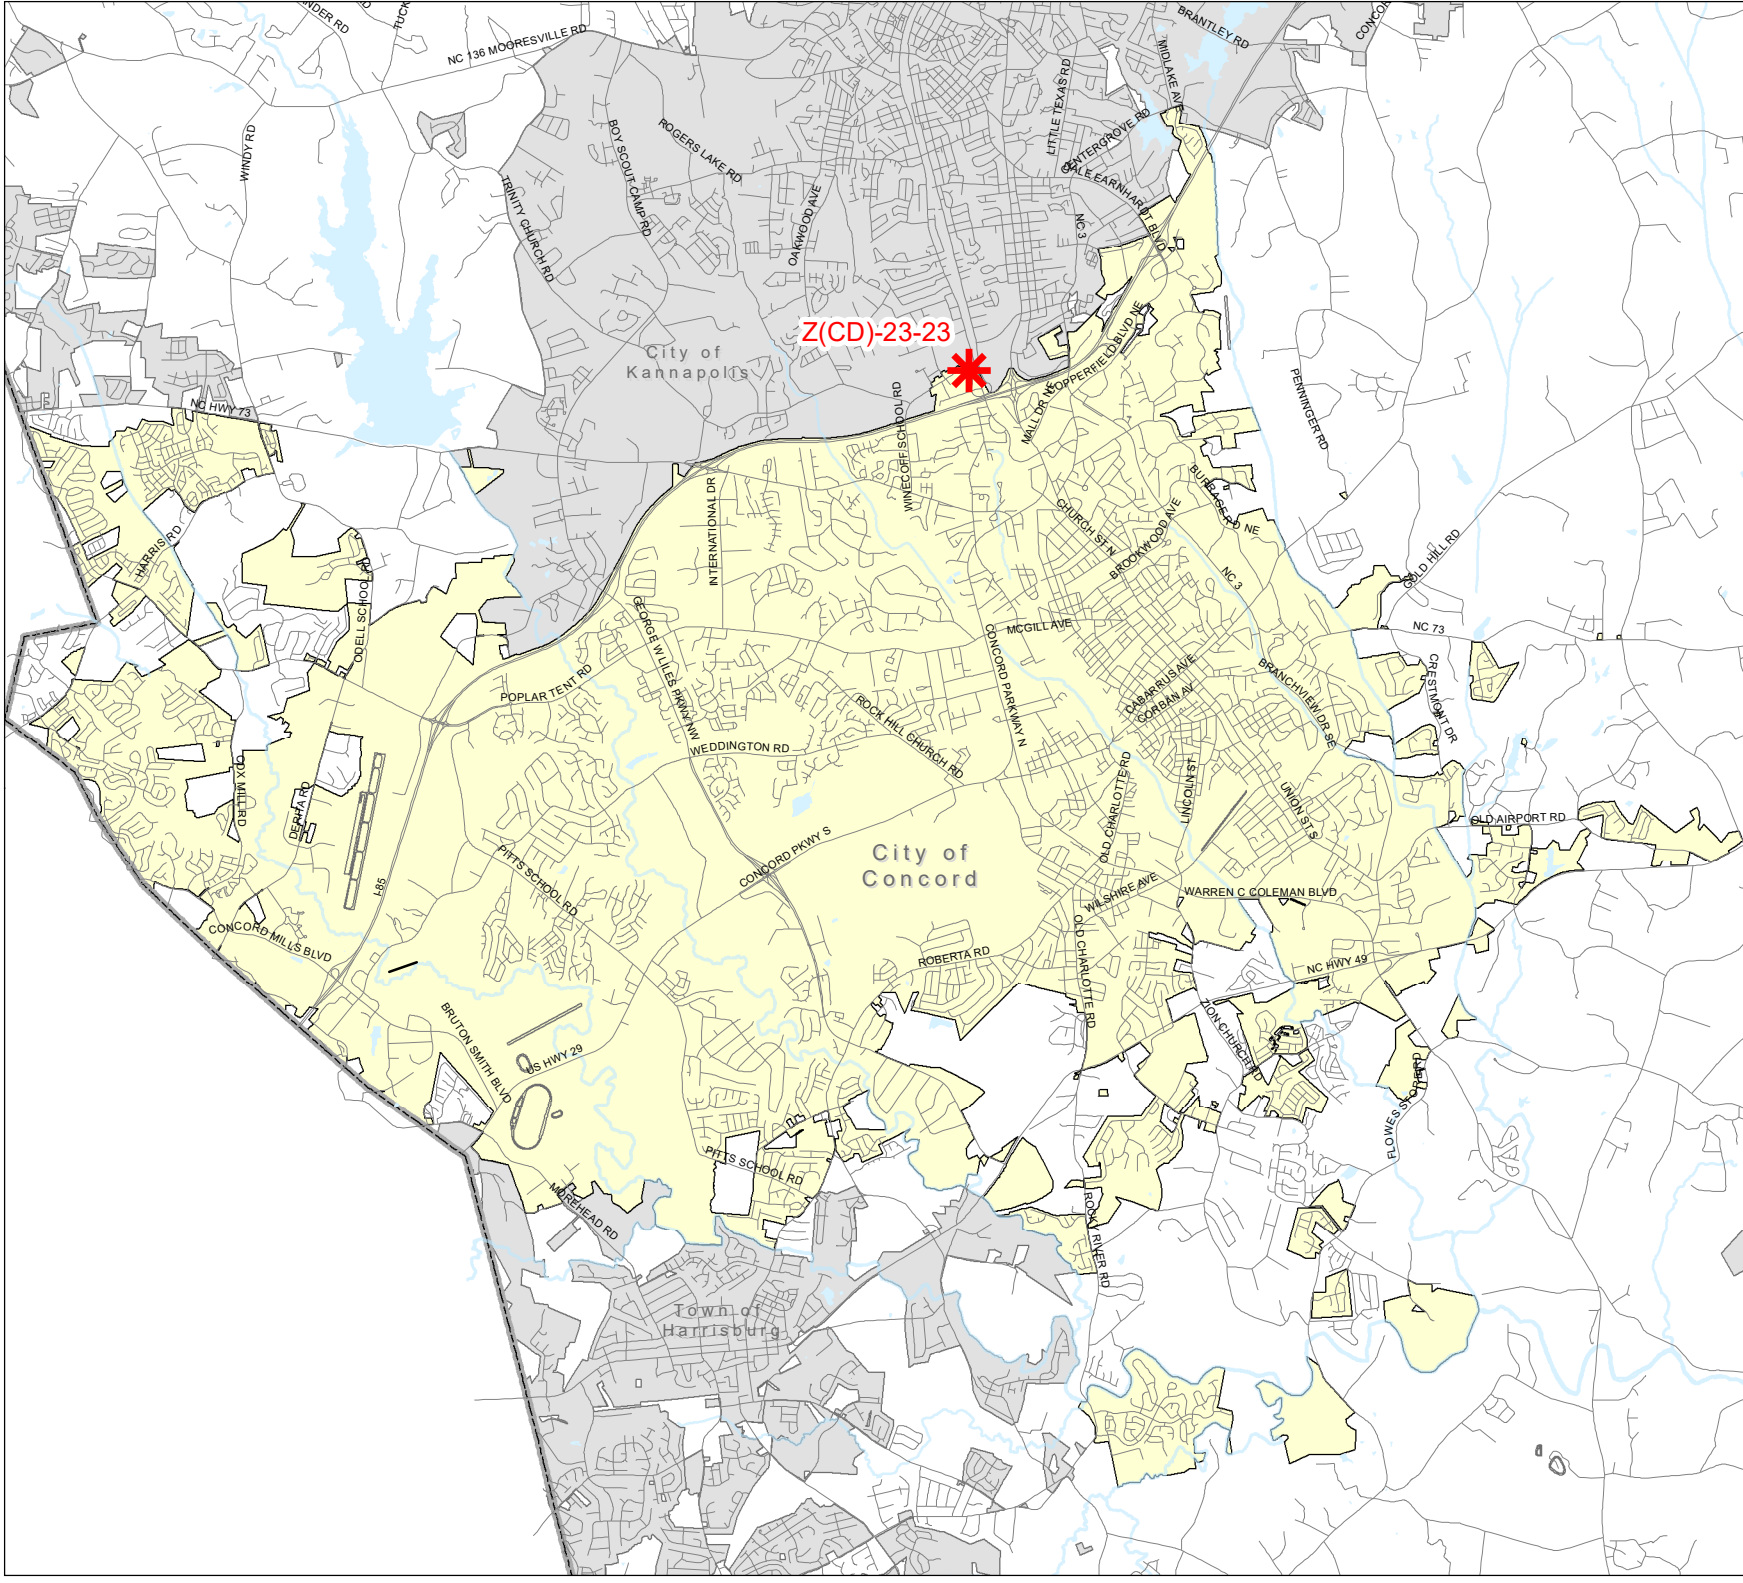 BRANTLEY RD
NC 136 MOORESVILLE RD
MIDLAKE AVE
LITTLE TEXAS RD
WINDY RD
BOY SCOUT CAMP RD
ROGERS LAKE RD
TRINITY CHURCH RD
OAKWOOD AVE
DALE EARNHARDT BLVD
NC 3
Z(CD)-23-23
City of
Kannapolis
COPPERFIELD BLVD NE
MALL DR NE
WINECOFF SCHOOL RD
PENNINGER RD
NC HWY 73
INTERNATIONAL DR
CHURCH ST N
BROOKWOOD AVE
BURRAGE RD NE
HARRIS RD
ODELL SCHOOL RD
GOLD HILL RD
NC 3
GEORGE W LILES PKWY NW
MCGILL AVE
NC 73
CONCORD PARKWAY N
POPLAR TENT RD
CABARRUS AVE
CORBAN AV
BRANCHVIEW DR SE
CRESTMONT DR
ROCK HILL CHURCH RD
WEDDINGTON RD
COX MILL RD
DERITA RD
OLD CHARLOTTE RD
LINCOLN ST
UNION ST S
OLD AIRPORT RD
CONCORD PKWY S
City of
Concord
PITTS SCHOOL RD
I-85
WILSHIRE AVE
WARREN C COLEMAN BLVD
CONCORD MILLS BLVD
ROBERTA RD
OLD CHARLOTTE RD
NC HWY 49
ZION CHURCH RD
BRUTON SMITH BLVD
US HWY 29
FLOWES STORE RD
PITTS SCHOOL RD
MOREHEAD RD
ROCKY RIVER RD
Town of
Harrisburg